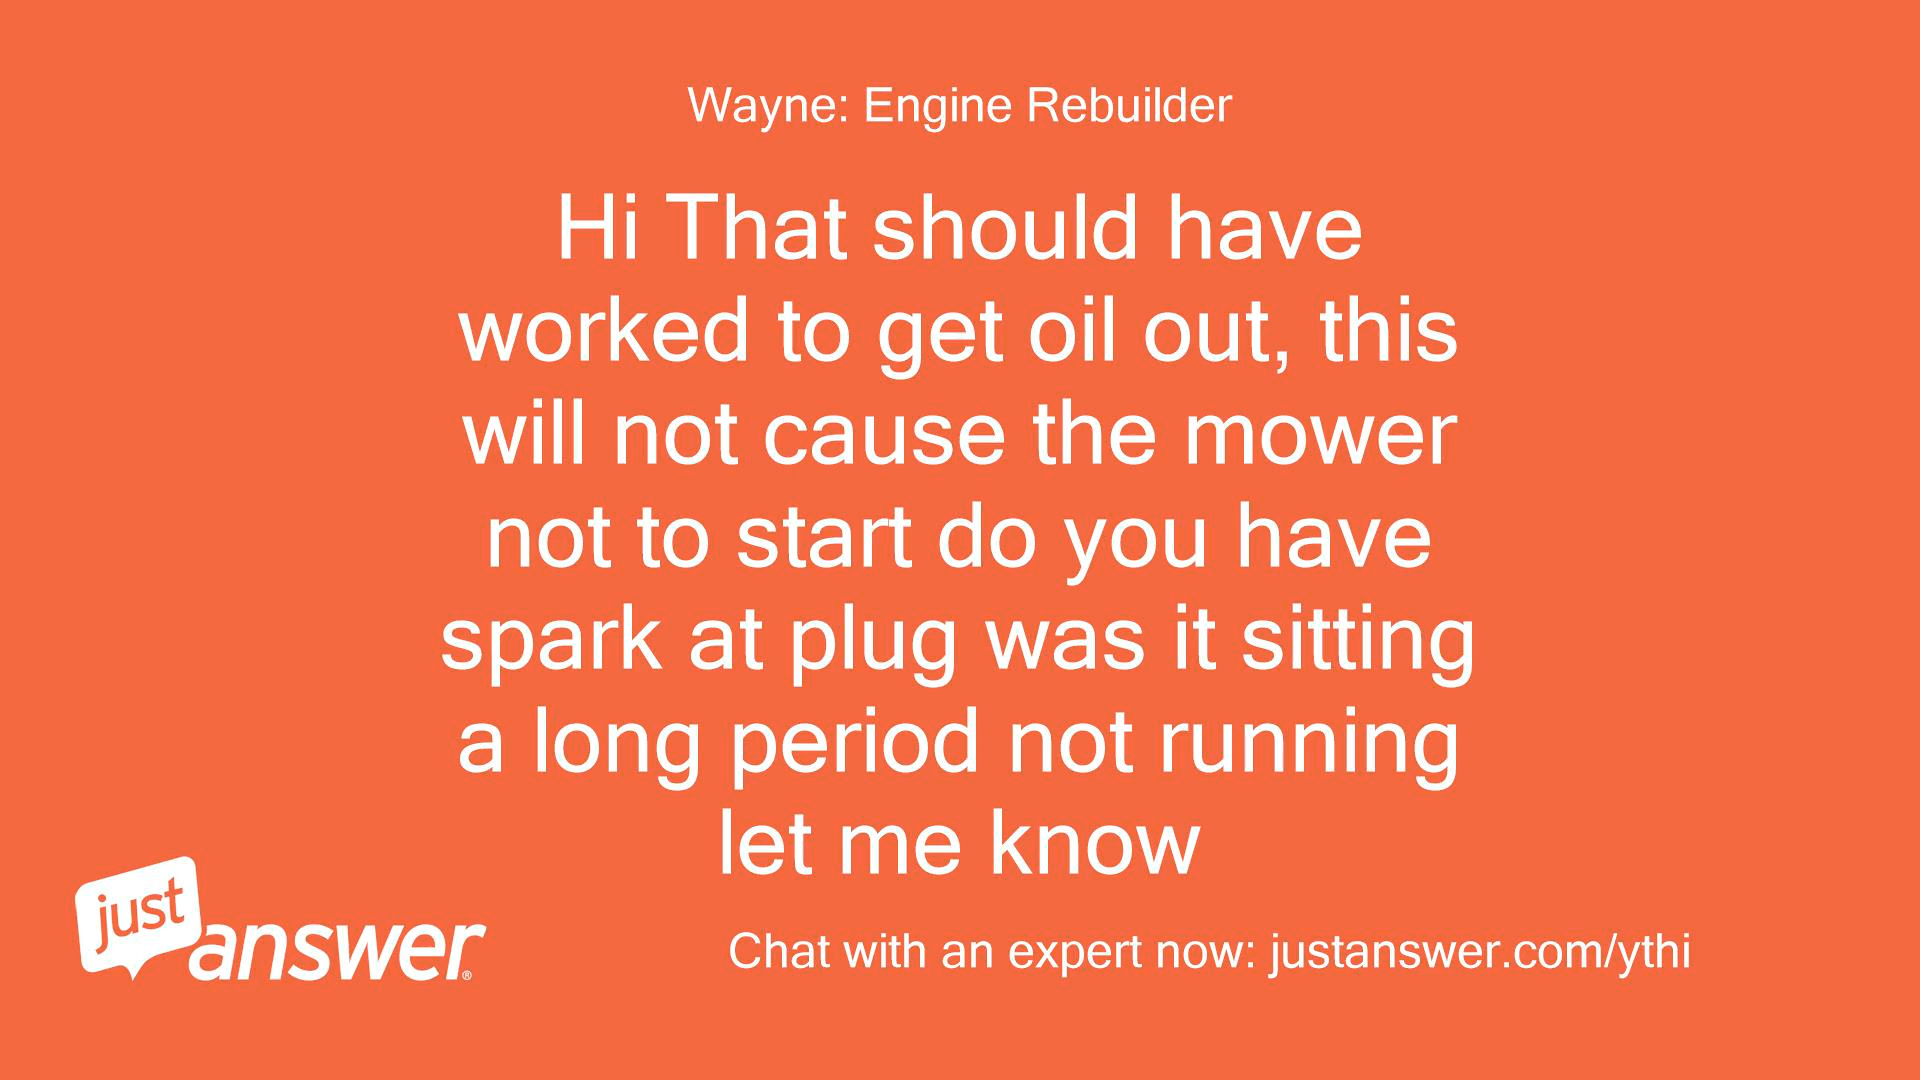 Wayne: Engine Rebuilder
Hi That should have
worked to get oil out, this
will not cause the mower
not to start do you have
spark at plug was it sitting
a long period not running
let me know
just
answer®
Chat with an expert now: justanswer.com/ythi